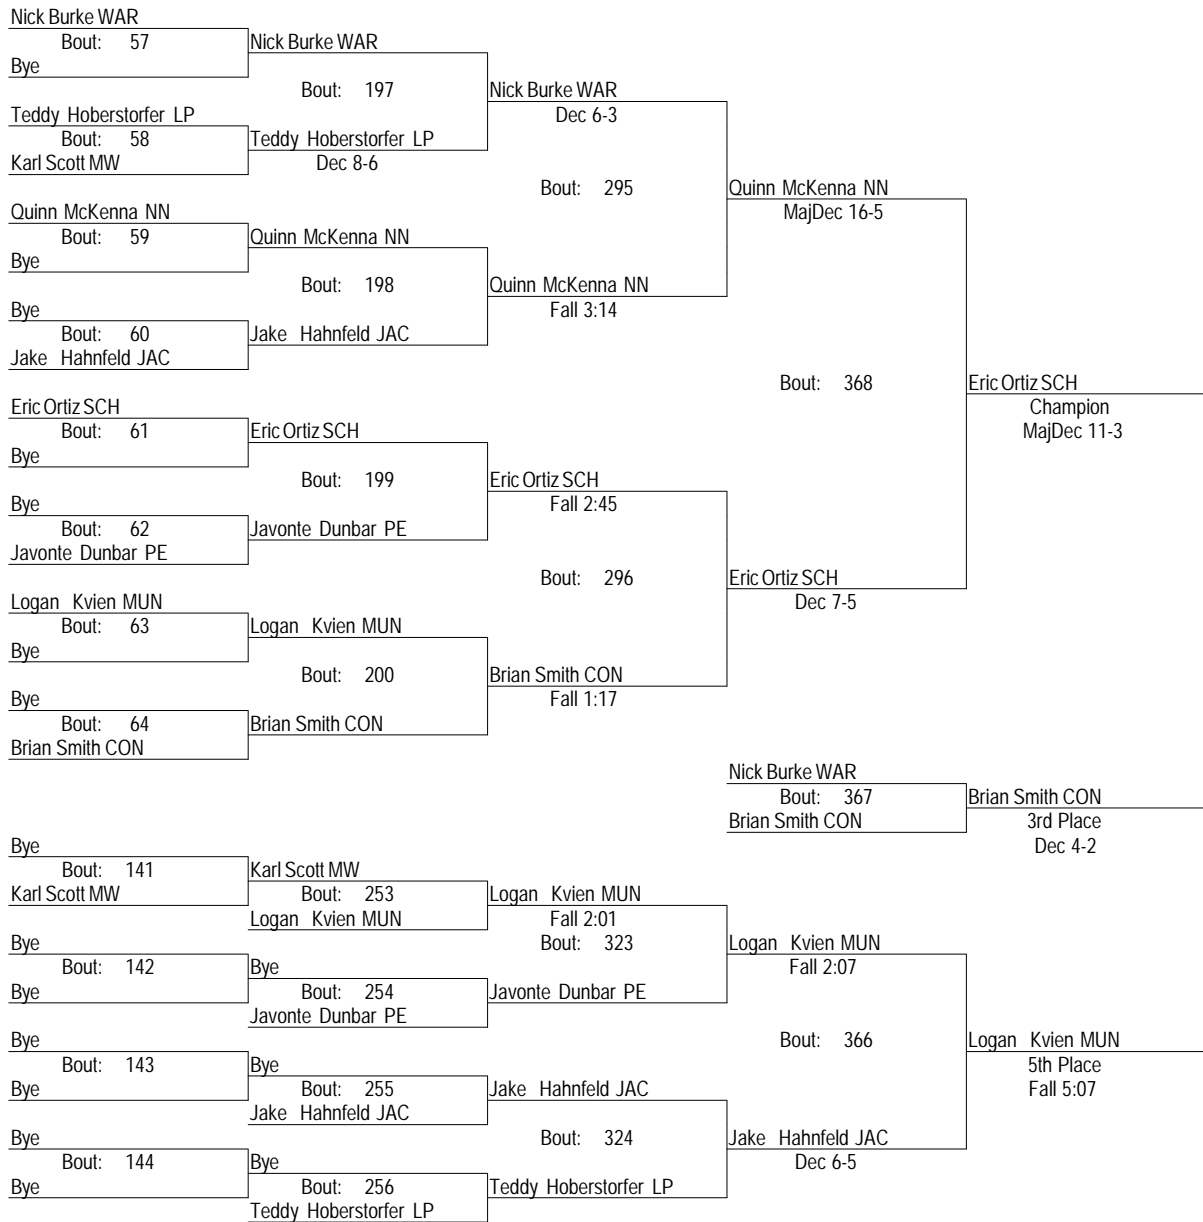 Nick Burke WAR
Bout: 57 Nick Burke WAR
Bye
Bout: 197 Nick Burke WAR
Teddy Hoberstorfer LP Dec 6-3
Bout: 58 Teddy Hoberstorfer LP
Karl Scott MW Dec 8-6
Bout: 295 Quinn McKenna NN
Quinn McKenna NN MajDec 16-5
Bout: 59 Quinn McKenna NN
Bye
Bout: 198 Quinn McKenna NN
Bye Fall 3:14
Bout: 60 Jake Hahnfeld JAC
Jake Hahnfeld JAC
Bout: 368 Eric Ortiz SCH
Eric Ortiz SCH Champion
Bout: 61 Eric Ortiz SCH MajDec 11-3
Bye
Bout: 199 Eric Ortiz SCH
Bye Fall 2:45
Bout: 62 Javonte Dunbar PE
Javonte Dunbar PE
Bout: 296 Eric Ortiz SCH
Logan Kvien MUN Dec 7-5
Bout: 63 Logan Kvien MUN
Bye
Bout: 200 Brian Smith CON
Bye Fall 1:17
Bout: 64 Brian Smith CON
Brian Smith CON
Nick Burke WAR
Bout: 367 Brian Smith CON
Brian Smith CON 3rd Place
Bye Dec 4-2
Bout: 141 Karl Scott MW
Karl Scott MW Bout: 253 Logan Kvien MUN
Logan Kvien MUN Fall 2:01
Bye Bout: 323 Logan Kvien MUN
Bout: 142 Bye Fall 2:07
Bye Bout: 254 Javonte Dunbar PE
Javonte Dunbar PE
Bye Bout: 366 Logan Kvien MUN
Bout: 143 Bye 5th Place
Bye Bout: 255 Jake Hahnfeld JAC Fall 5:07
Jake Hahnfeld JAC
Bye Bout: 324 Jake Hahnfeld JAC
Bout: 144 Bye Dec 6-5
Bye Bout: 256 Teddy Hoberstorfer LP
Teddy Hoberstorfer LP